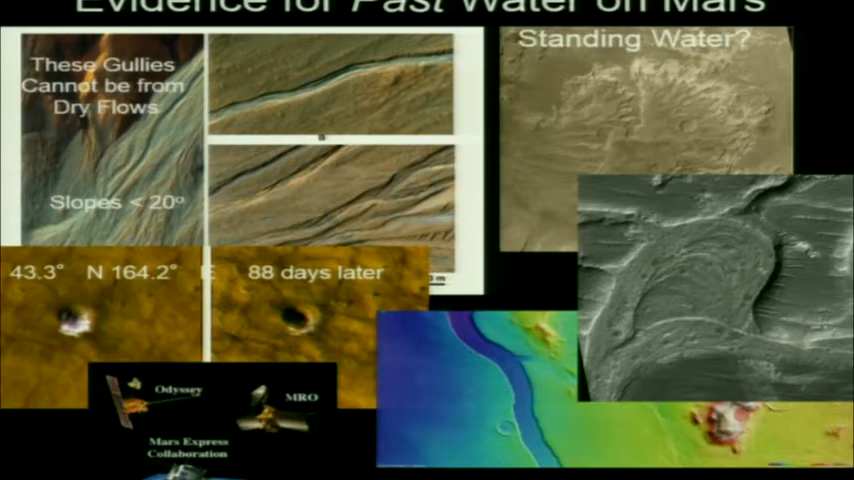 Evidence for Past Water on Mars
These Gullies
Cannot be from
Dry Flows
Slopes < 20°
Standing Water?
43.3° N 164.2° E
88 days later
Odyssey
MRO
Mars Express
Collaboration